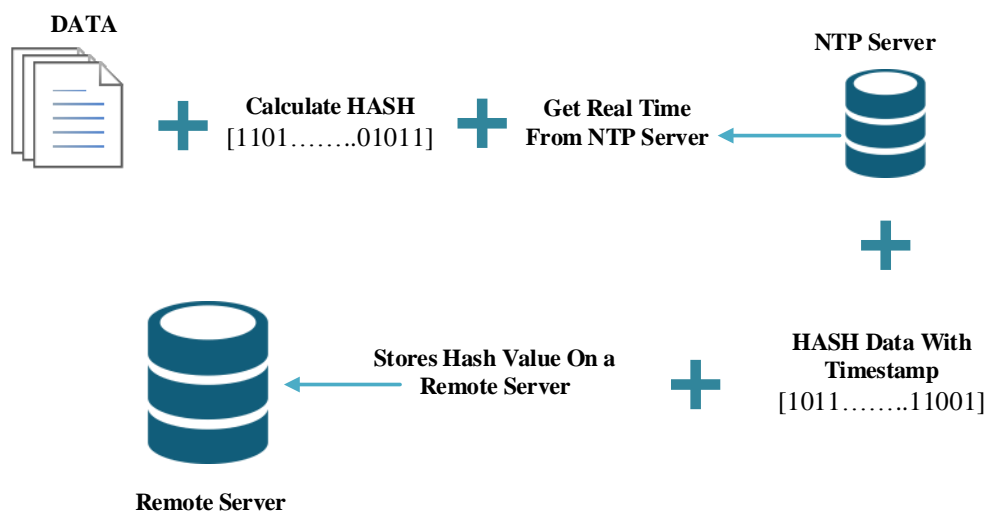 DATA
NTP Server
Calculate HASH
[1101……..01011]
Get Real Time
From NTP Server
HASH Data With
Timestamp
[1011……..11001]
Stores Hash Value On a
Remote Server
Remote Server